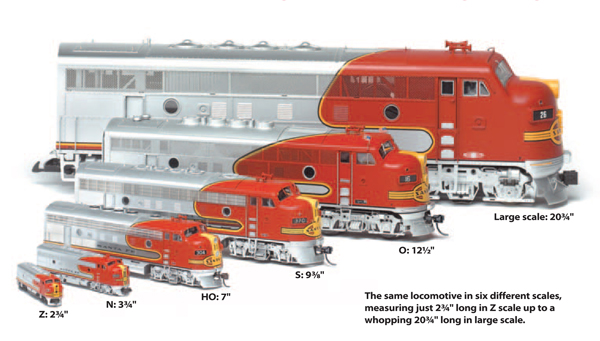 26
Large scale: 20¾"
O: 12½"
S: 9⅜"
HO: 7"
N: 3¾"
Z: 2¾"
The same locomotive in six different scales,
measuring just 2¾" long in Z scale up to a
whopping 20¾" long in large scale.